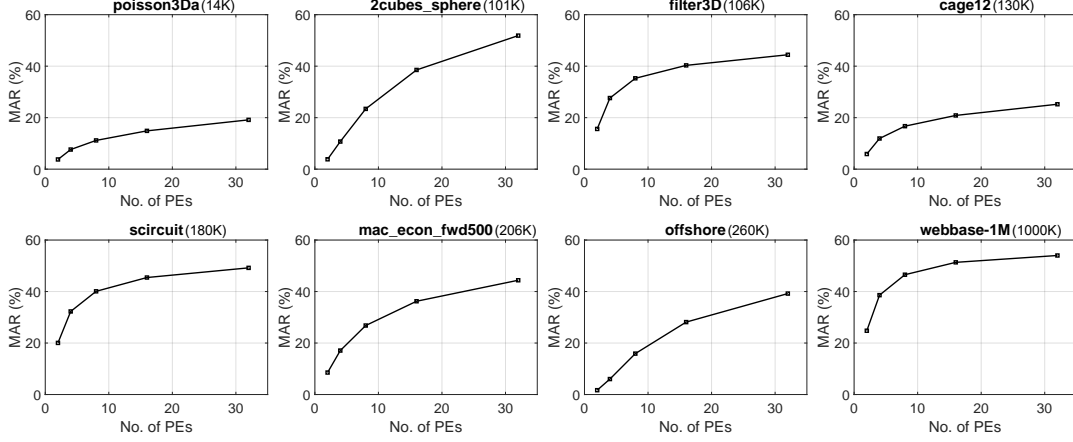 poisson3Da (14K)
2cubes_sphere (101K)
filter3D (106K)
cage12 (130K)
60
40
20
0
MAR (%)
0 10 20 30
No. of PEs
60
40
20
0
MAR (%)
0 10 20 30
No. of PEs
60
40
20
0
MAR (%)
0 10 20 30
No. of PEs
60
40
20
0
MAR (%)
0 10 20 30
No. of PEs
scircuit (180K)
mac_econ_fwd500 (206K)
offshore (260K)
webbase-1M (1000K)
60
40
20
0
MAR (%)
0 10 20 30
No. of PEs
60
40
20
0
MAR (%)
0 10 20 30
No. of PEs
60
40
20
0
MAR (%)
0 10 20 30
No. of PEs
60
40
20
0
MAR (%)
0 10 20 30
No. of PEs